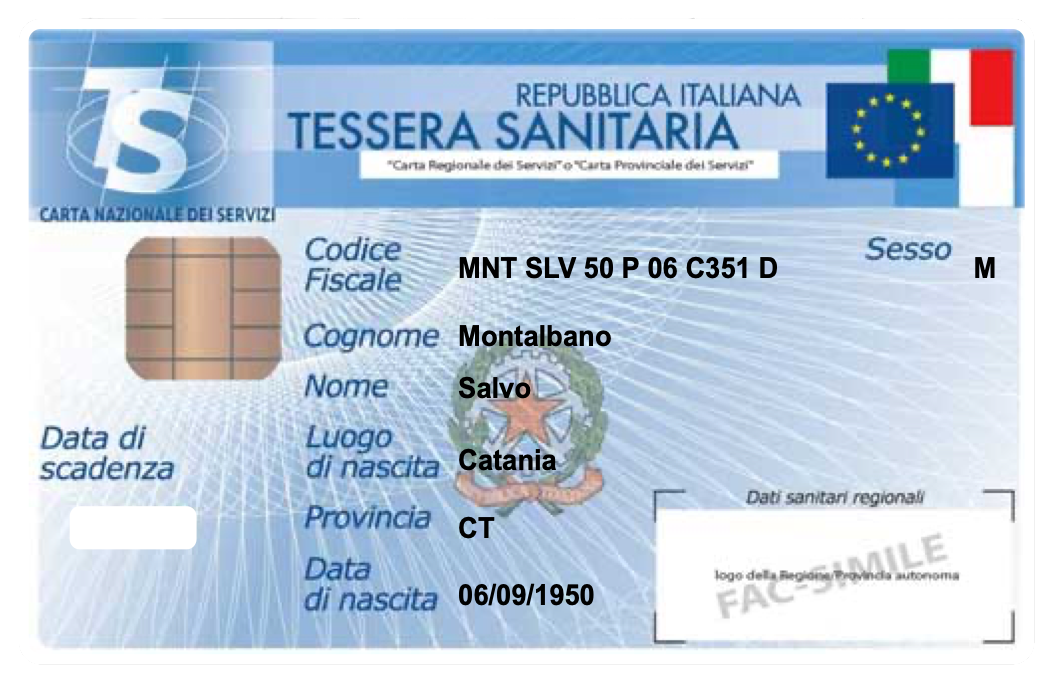 TS
REPUBBLICA ITALIANA
TESSERA SANITARIA
"Carta Regionale dei Servizi" o "Carta Provinciale dei Servizi"
CARTA NAZIONALE DEI SERVIZI
Codice
Fiscale
MNT SLV 50 P 06 C351 D
Sesso
M
Cognome
Montalbano
Nome
Salvo
Data di
scadenza
Luogo
di nascita
Catania
Provincia
CT
Data
di nascita
06/09/1950
Dati sanitari regionali
logo della Regione/Provincia autonoma
FAC-SIMILE